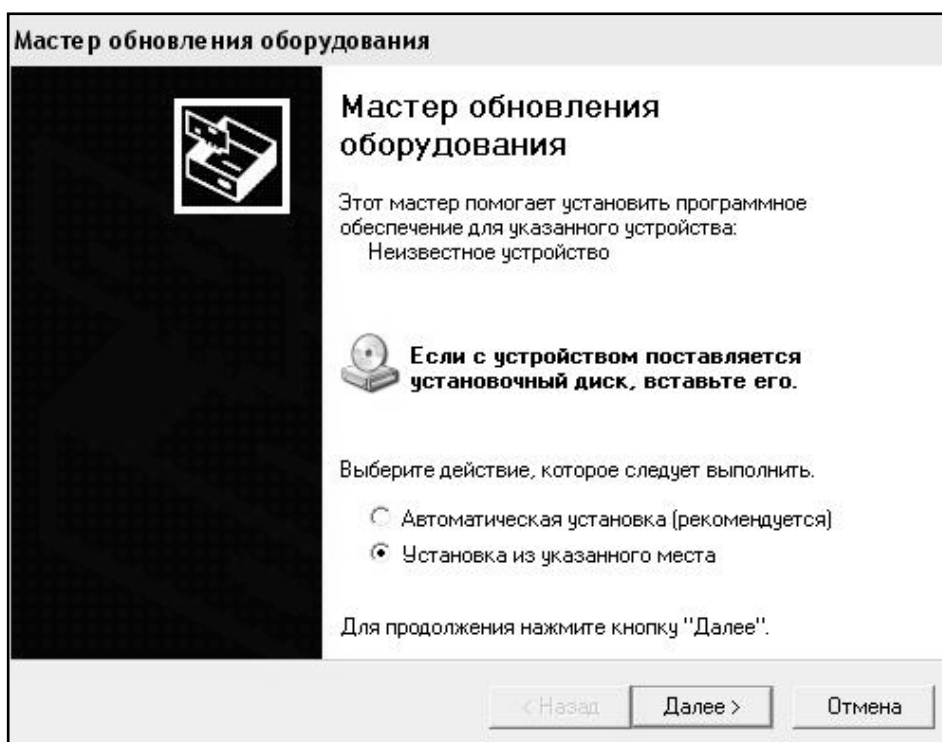 Мастер обновления оборудования
Мастер обновления
оборудования
Этот мастер помогает установить программное
обеспечение для указанного устройства:
Неизвестное устройство
Если с устройством поставляется
установочный диск, вставьте его.
Выберите действие, которое следует выполнить.
Автоматическая установка (рекомендуется)
Установка из указанного места
Для продолжения нажмите кнопку "Далее".
< Назад
Далее >
Отмена